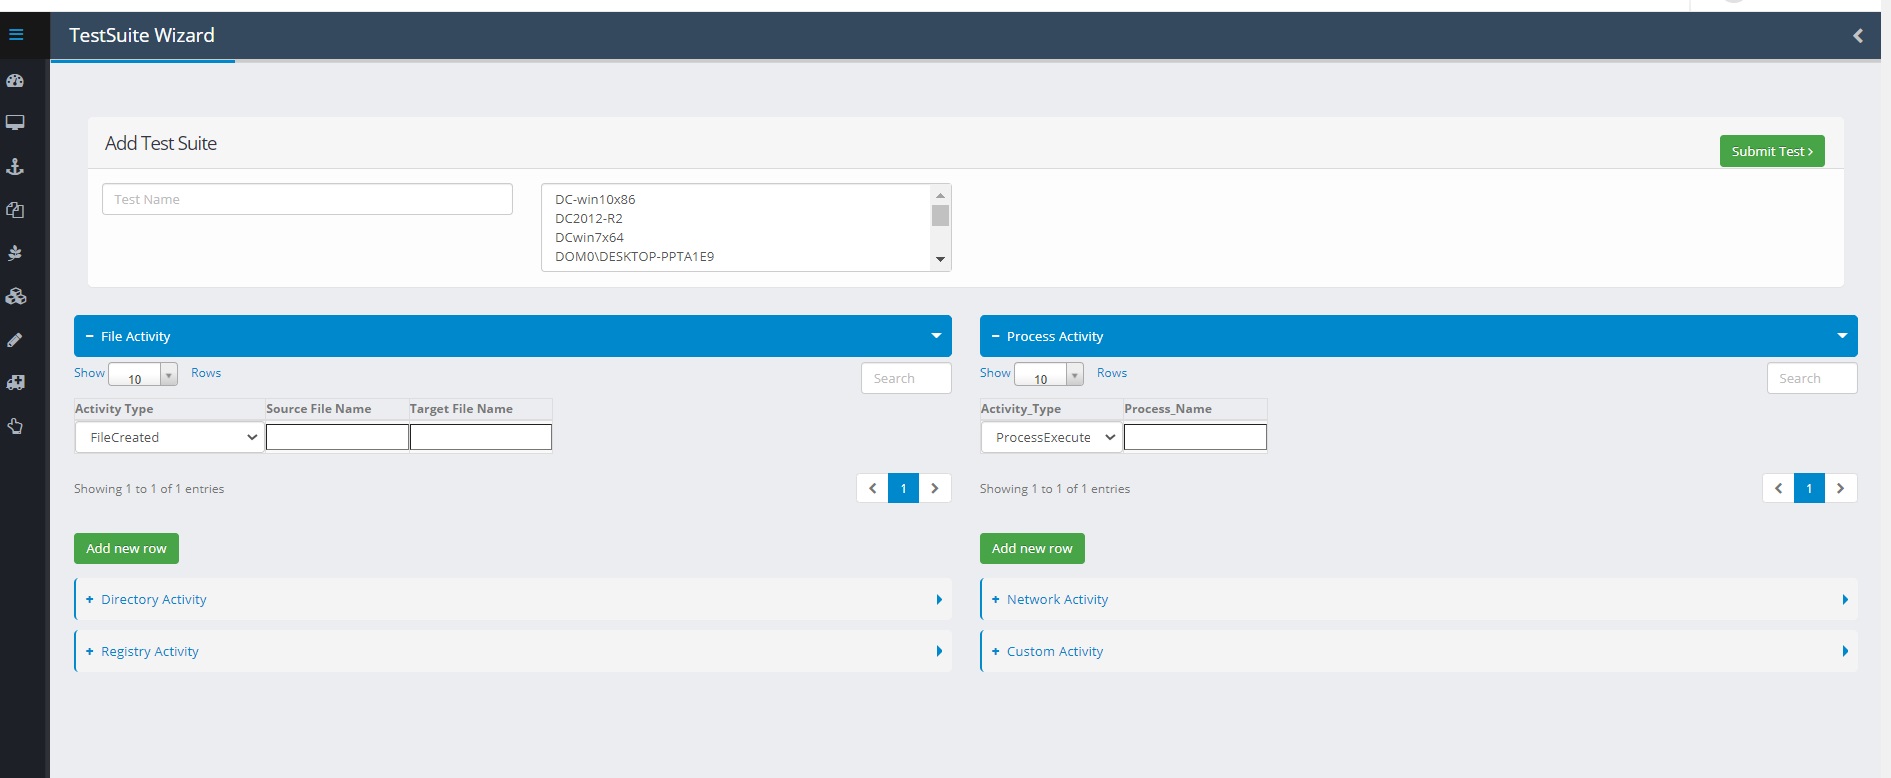 TestSuite Wizard
Add Test Suite
Submit Test
Test Name
DC-win10x86
DC2012-R2
DCwin7x64
DOM0\DESKTOP-PPTA1E9
− File Activity
Show 10 Rows
Search
Activity Type Source File Name Target File Name
FileCreated
Showing 1 to 1 of 1 entries
1
Add new row
+ Directory Activity
+ Registry Activity
− Process Activity
Show 10 Rows
Search
Activity_Type Process_Name
ProcessExecute
Showing 1 to 1 of 1 entries
1
Add new row
+ Network Activity
+ Custom Activity